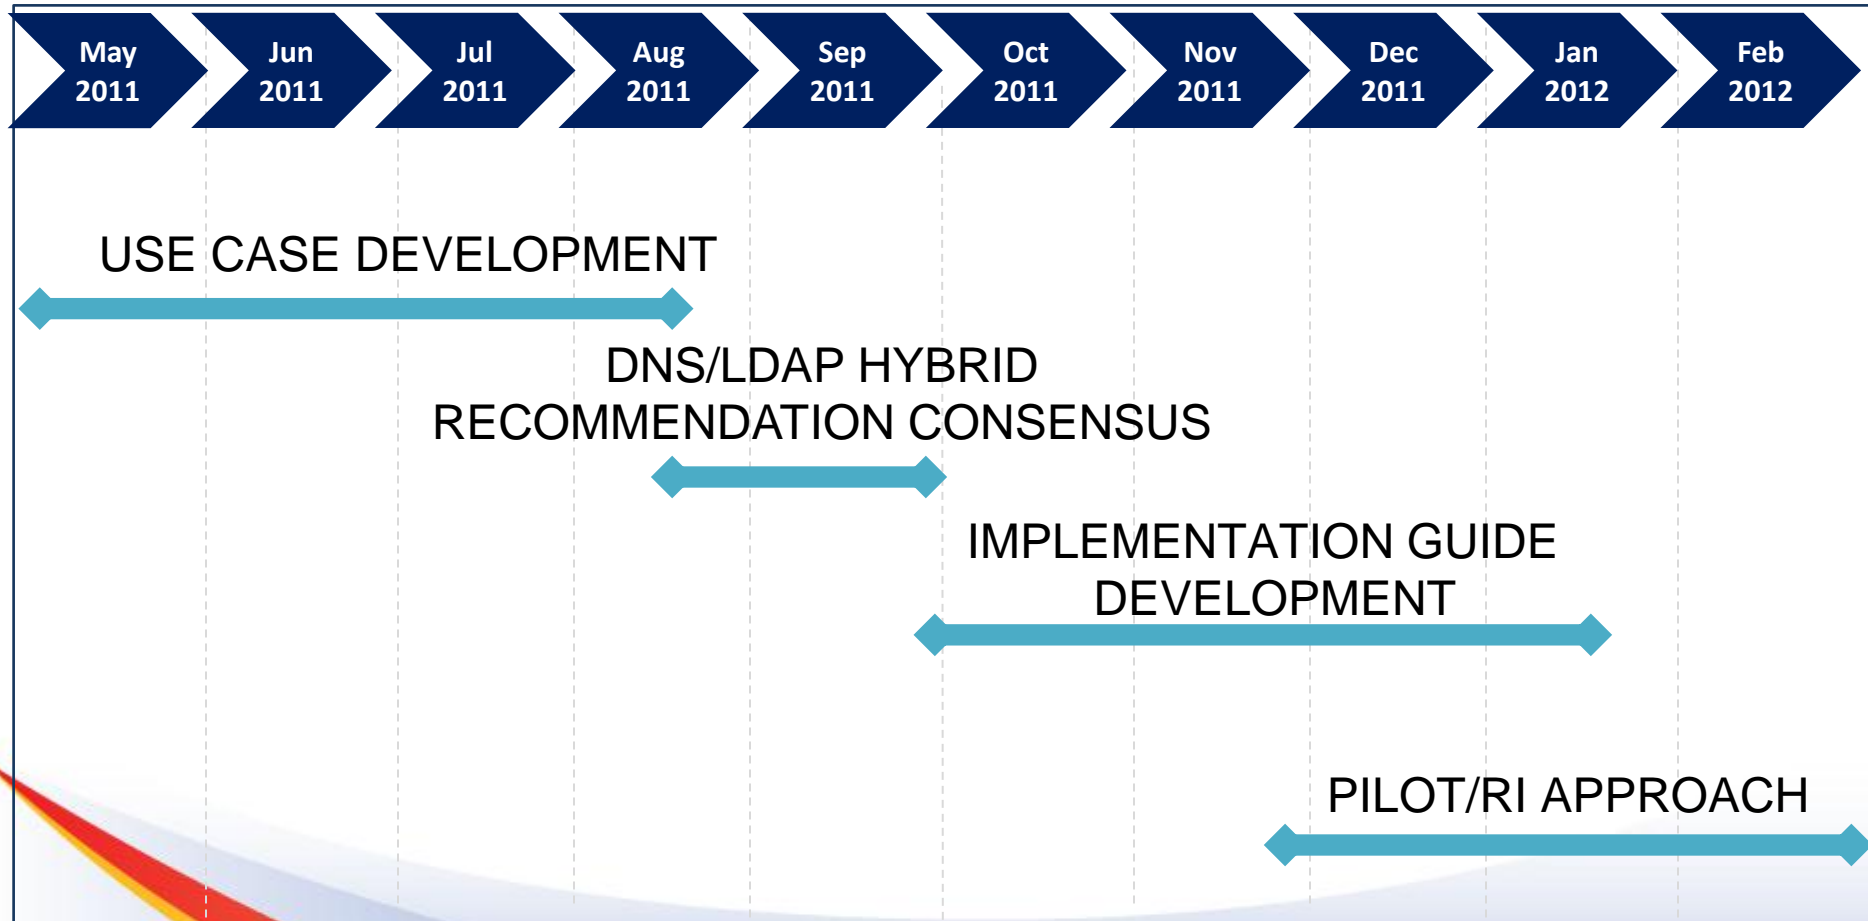 May
2011
Jun
2011
Jul
2011
Aug
2011
Sep
2011
Oct
2011
Nov
2011
Dec
2011
Jan
2012
Feb
2012
USE CASE DEVELOPMENT
DNS/LDAP HYBRID
RECOMMENDATION CONSENSUS
IMPLEMENTATION GUIDE
DEVELOPMENT
PILOT/RI APPROACH